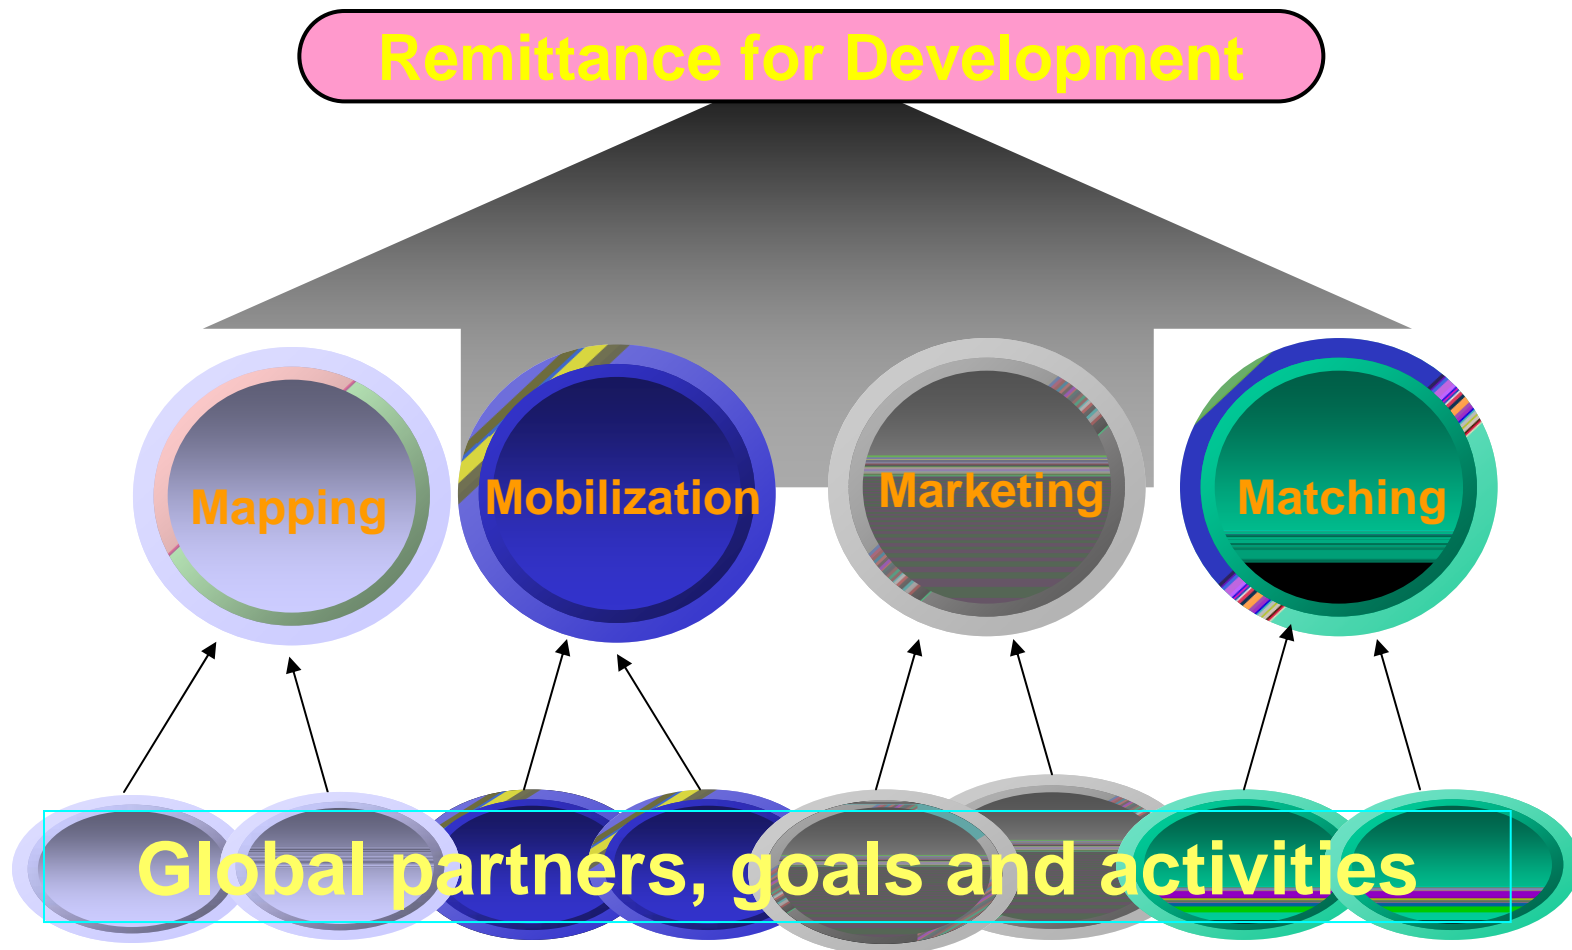 Remittance for Development
Mapping
Mobilization
Marketing
Matching
Global partners, goals and activities